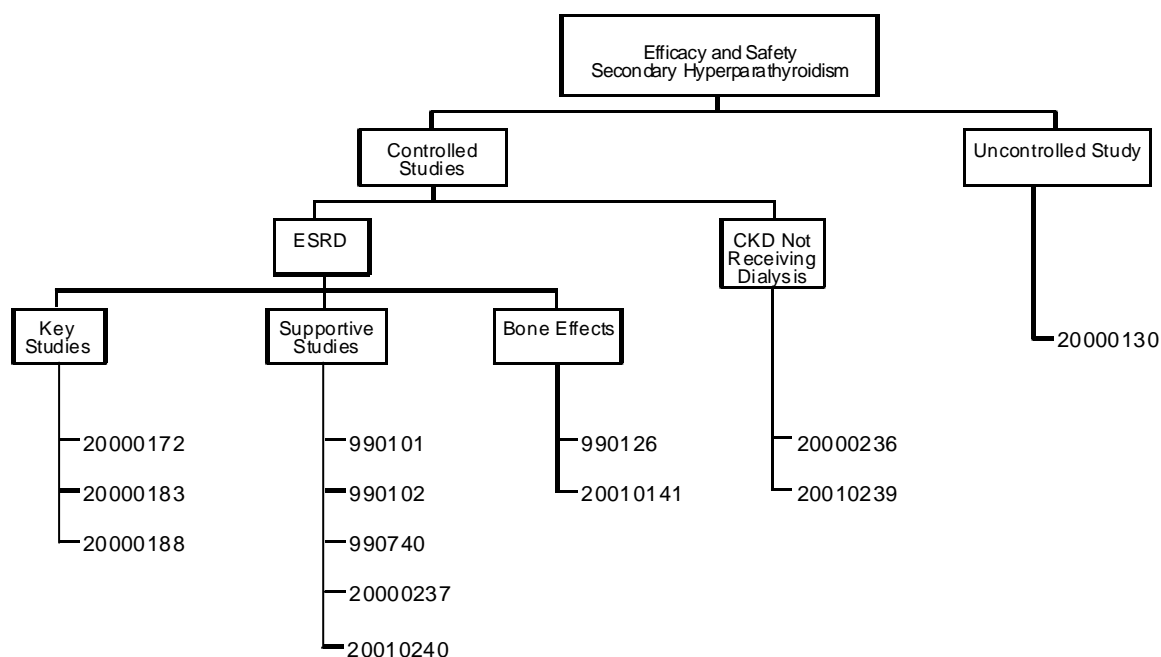 Efficacy and Safety
Secondary Hyperparathyroidism
Controlled
Studies
Uncontrolled Study
ESRD
CKD Not
Receiving
Dialysis
Key
Studies
Supportive
Studies
Bone Effects
20000130
20000172
20000183
20000188
990101
990102
990740
20000237
20010240
990126
20010141
20000236
20010239